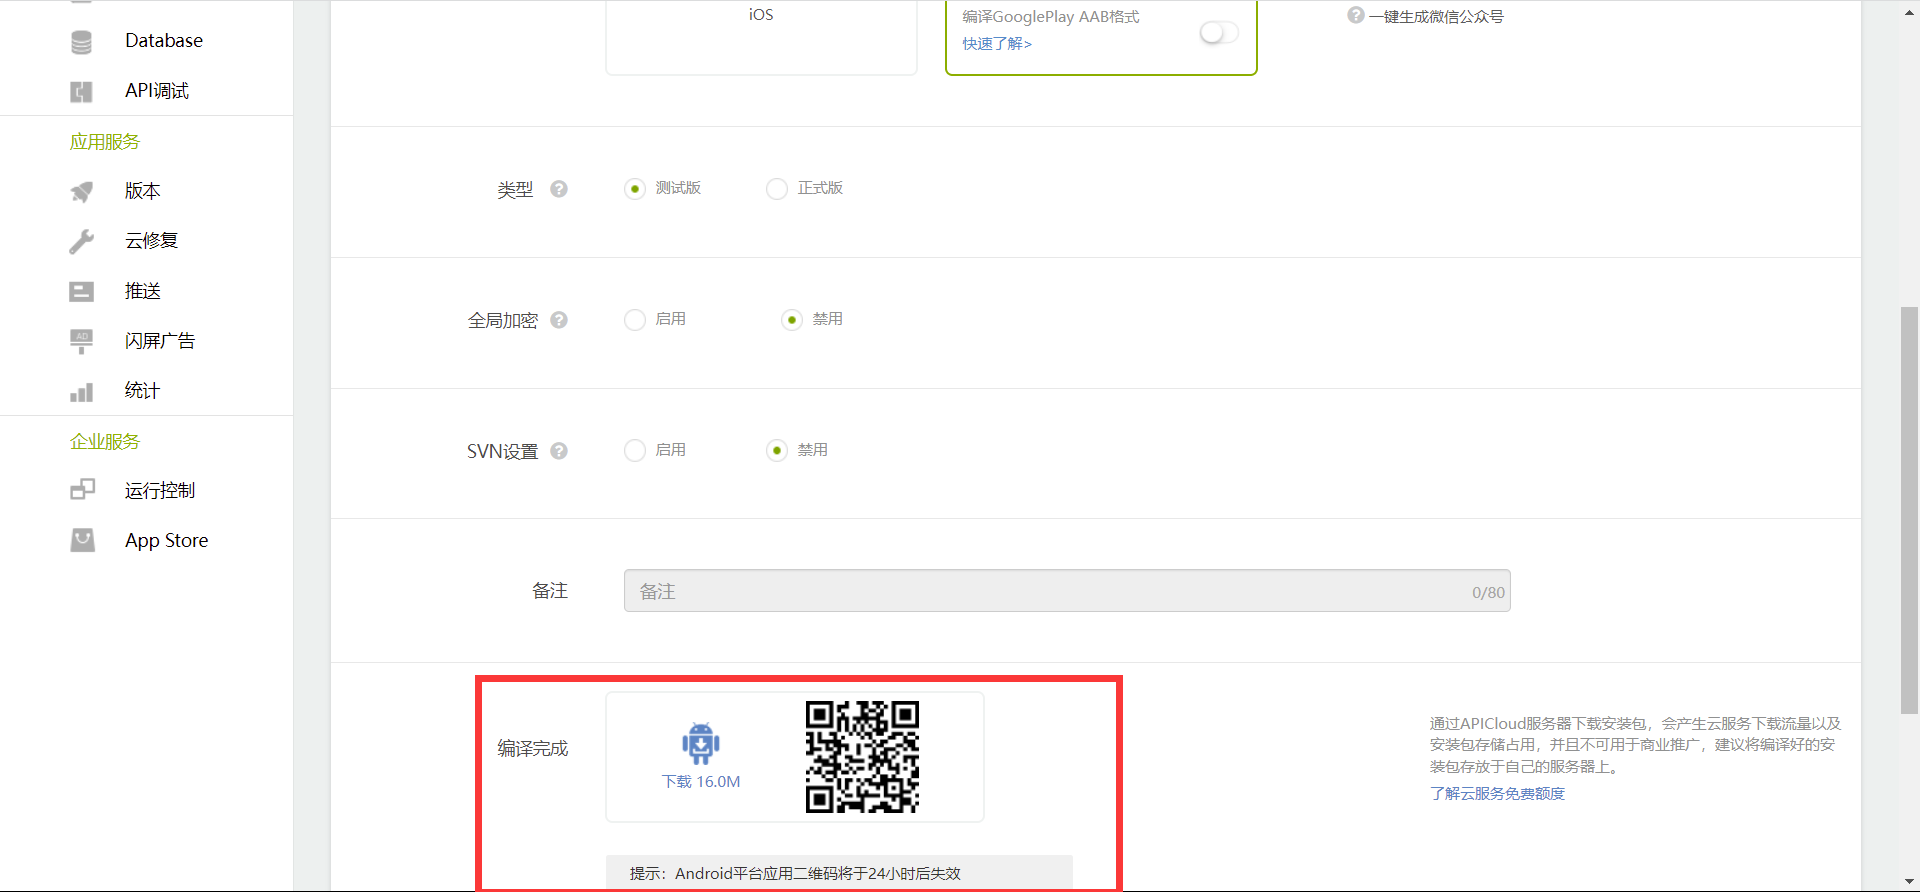 Database
API调试
应用服务
版本
云修复
推送
AD
闪屏广告
统计
企业服务
运行控制
App Store
iOS
编译GooglePlay AAB格式
快速了解>
一键生成微信公众号
类型 ? 测试版 正式版
全局加密 ? 启用 禁用
SVN设置 ? 启用 禁用
备注 备注 0/80
编译完成
下载 16.0M
提示：Android平台应用二维码将于24小时后失效
通过APICloud服务器下载安装包，会产生云服务下载流量以及
安装包存储占用，并且不可用于商业推广，建议将编译好的安
装包存放于自己的服务器上。
了解云服务免费额度